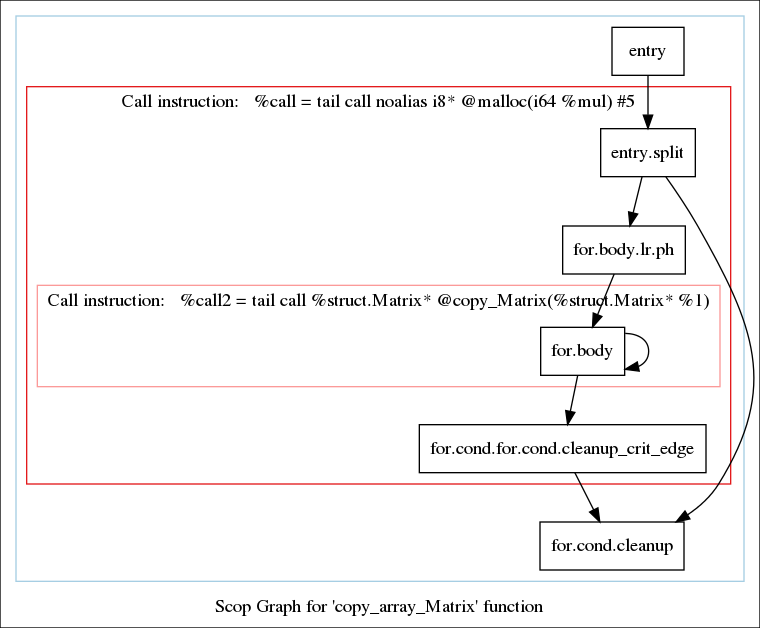 entry
Call instruction: %call = tail call noalias i8* @malloc(i64 %mul) #5
entry.split
for.body.lr.ph
Call instruction: %call2 = tail call %struct.Matrix* @copy_Matrix(%struct.Matrix* %1)
for.body
for.cond.for.cond.cleanup_crit_edge
for.cond.cleanup
Scop Graph for 'copy_array_Matrix' function